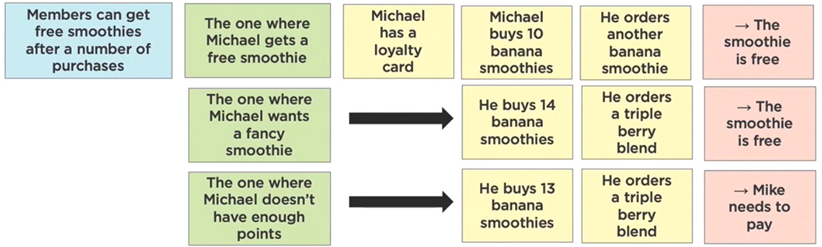 Members can get
free smoothies
after a number of
purchases
The one where
Michael gets a
free smoothie
Michael
has a
loyalty
card
Michael
buys 10
banana
smoothies
He orders
another
banana
smoothie
→ The
smoothie
is free
The one where
Michael wants
a fancy
smoothie
He buys 14
banana
smoothies
He orders
a triple
berry
blend
→ The
smoothie
is free
The one where
Michael doesn't
have enough
points
He buys 13
banana
smoothies
He orders
a triple
berry
blend
→ Mike
needs to
pay